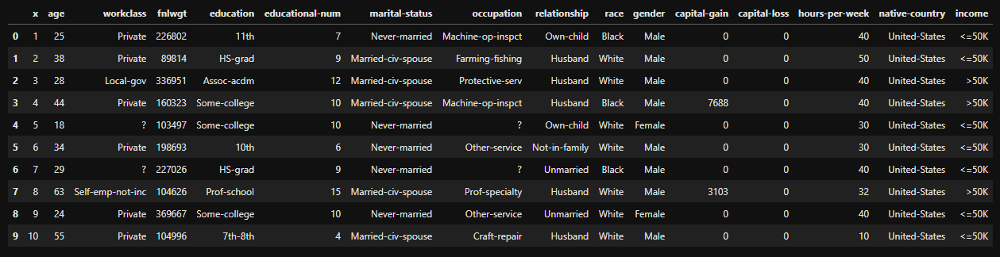 x age workclass fnlwgt education educational-num marital-status occupation relationship race gender capital-gain capital-loss hours-per-week native-country income
0 1 25 Private 226802 11th 7 Never-married Machine-op-inspct Own-child Black Male 0 0 40 United-States <=50K
1 2 38 Private 89814 HS-grad 9 Married-civ-spouse Farming-fishing Husband White Male 0 0 50 United-States <=50K
2 3 28 Local-gov 336951 Assoc-acdm 12 Married-civ-spouse Protective-serv Husband White Male 0 0 40 United-States >50K
3 4 44 Private 160323 Some-college 10 Married-civ-spouse Machine-op-inspct Husband Black Male 7688 0 40 United-States >50K
4 5 18 ? 103497 Some-college 10 Never-married ? Own-child White Female 0 0 30 United-States <=50K
5 6 34 Private 198693 10th 6 Never-married Other-service Not-in-family White Male 0 0 30 United-States <=50K
6 7 29 ? 227026 HS-grad 9 Never-married ? Unmarried Black Male 0 0 40 United-States <=50K
7 8 63 Self-emp-not-inc 104626 Prof-school 15 Married-civ-spouse Prof-specialty Husband White Male 3103 0 32 United-States >50K
8 9 24 Private 369667 Some-college 10 Never-married Other-service Unmarried White Female 0 0 40 United-States <=50K
9 10 55 Private 104996 7th-8th 4 Married-civ-spouse Craft-repair Husband White Male 0 0 10 United-States <=50K